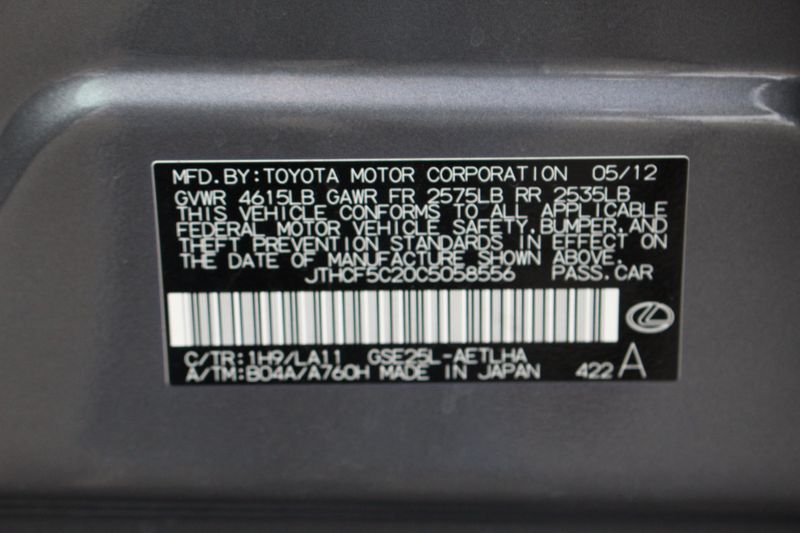 MFD.BY:TOYOTA MOTOR CORPORATION 05/12
GVWR 4615LB GAWR FR 2575LB RR 2535LB
THIS VEHICLE CONFORMS TO ALL APPLICABLE
FEDERAL MOTOR VEHICLE SAFETY, BUMPER, AND
THEFT PREVENTION STANDARDS IN EFFECT ON
THE DATE OF MANUFACTURE SHOWN ABOVE.
JTHCF5C20C5058556 PASS.CAR
C/TR:1H9/LA11 GSE25L-AETLHA
A/TM:B04A/A760H MADE IN JAPAN 422 A